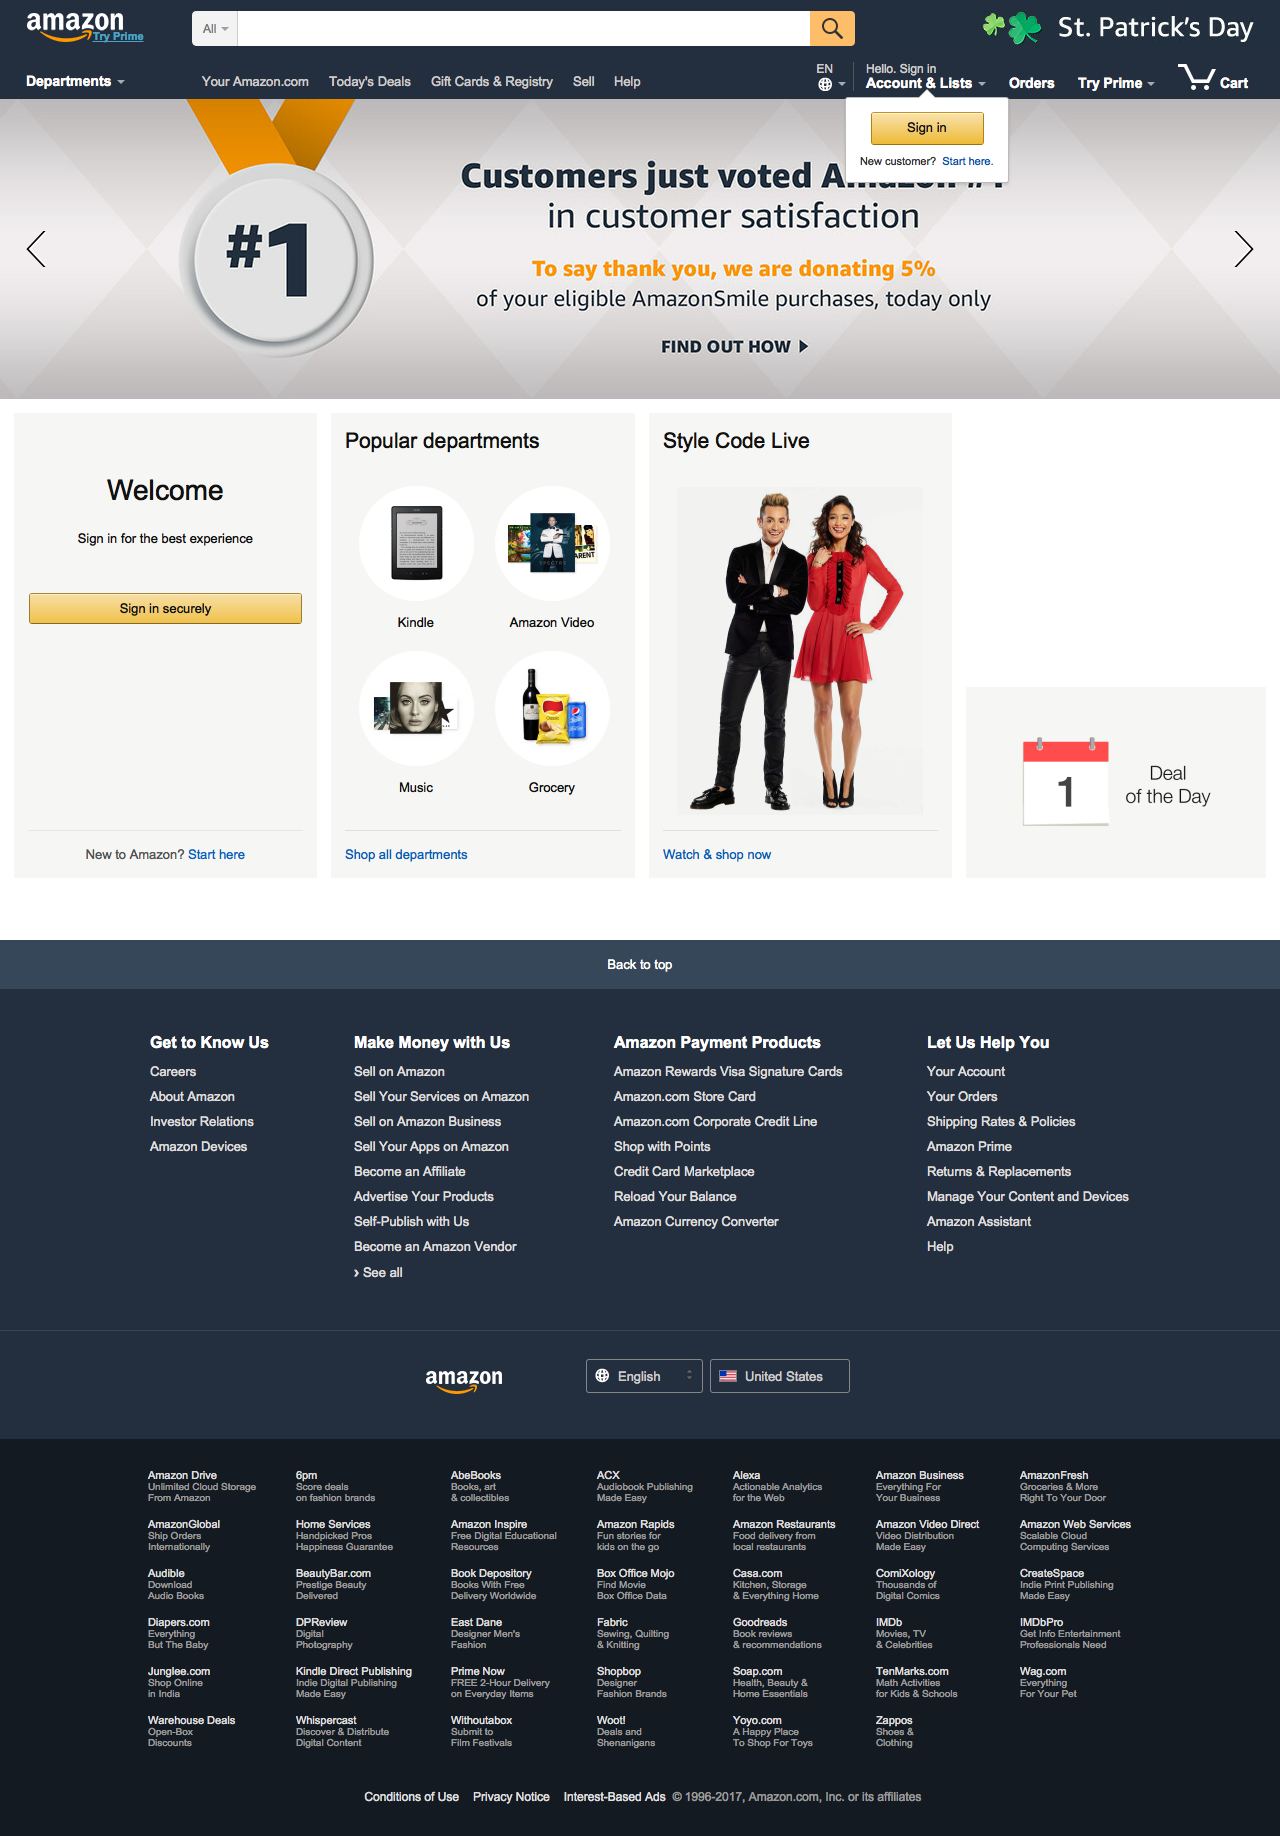 amazon
Try Prime
All
St. Patrick's Day
Departments
Your Amazon.com
Today's Deals
Gift Cards & Registry
Sell
Help
EN
Hello. Sign in
Account & Lists
Orders
Try Prime
Cart
Sign in
New customer? Start here.
#1
Customers just voted
in customer satisfaction
To say thank you, we are donating 5%
of your eligible AmazonSmile purchases, today only
FIND OUT HOW
Welcome
Sign in for the best experience
Sign in securely
New to Amazon? Start here
Popular departments
Kindle
Amazon Video
Music
Grocery
Shop all departments
Style Code Live
Watch & shop now
1
Deal
of the Day
Back to top
Get to Know Us
Careers
About Amazon
Investor Relations
Amazon Devices
Make Money with Us
Sell on Amazon
Sell Your Services on Amazon
Sell on Amazon Business
Sell Your Apps on Amazon
Become an Affiliate
Advertise Your Products
Self-Publish with Us
Become an Amazon Vendor
› See all
Amazon Payment Products
Amazon Rewards Visa Signature Cards
Amazon.com Store Card
Amazon.com Corporate Credit Line
Shop with Points
Credit Card Marketplace
Reload Your Balance
Amazon Currency Converter
Let Us Help You
Your Account
Your Orders
Shipping Rates & Policies
Amazon Prime
Returns & Replacements
Manage Your Content and Devices
Amazon Assistant
Help
amazon
English
United States
Amazon Drive
Unlimited Cloud Storage
From Amazon
6pm
Score deals
on fashion brands
AbeBooks
Books, art
& collectibles
ACX
Audiobook Publishing
Made Easy
Alexa
Actionable Analytics
for the Web
Amazon Business
Everything For
Your Business
AmazonFresh
Groceries & More
Right To Your Door
AmazonGlobal
Ship Orders
Internationally
Home Services
Handpicked Pros
Happiness Guarantee
Amazon Inspire
Free Digital Educational
Resources
Amazon Rapids
Fun stories for
kids on the go
Amazon Restaurants
Food delivery from
local restaurants
Amazon Video Direct
Video Distribution
Made Easy
Amazon Web Services
Scalable Cloud
Computing Services
Audible
Download
Audio Books
BeautyBar.com
Prestige Beauty
Delivered
Book Depository
Books With Free
Delivery Worldwide
Box Office Mojo
Find Movie
Box Office Data
Casa.com
Kitchen, Storage
& Everything Home
ComiXology
Thousands of
Digital Comics
CreateSpace
Indie Print Publishing
Made Easy
Diapers.com
Everything
But The Baby
DPReview
Digital
Photography
East Dane
Designer Men's
Fashion
Fabric
Sewing, Quilting
& Knitting
Goodreads
Book reviews
& recommendations
IMDb
Movies, TV
& Celebrities
IMDbPro
Get Info Entertainment
Professionals Need
Junglee.com
Shop Online
in India
Kindle Direct Publishing
Indie Digital Publishing
Made Easy
Prime Now
FREE 2-Hour Delivery
on Everyday Items
Shopbop
Designer
Fashion Brands
Soap.com
Health, Beauty &
Home Essentials
TenMarks.com
Math Activities
for Kids & Schools
Wag.com
Everything
For Your Pet
Warehouse Deals
Open-Box
Discounts
Whispercast
Discover & Distribute
Digital Content
Withoutabox
Submit to
Film Festivals
Woot!
Deals and
Shenanigans
Yoyo.com
A Happy Place
To Shop For Toys
Zappos
Shoes &
Clothing
Conditions of Use Privacy Notice Interest-Based Ads © 1996-2017, Amazon.com, Inc. or its affiliates